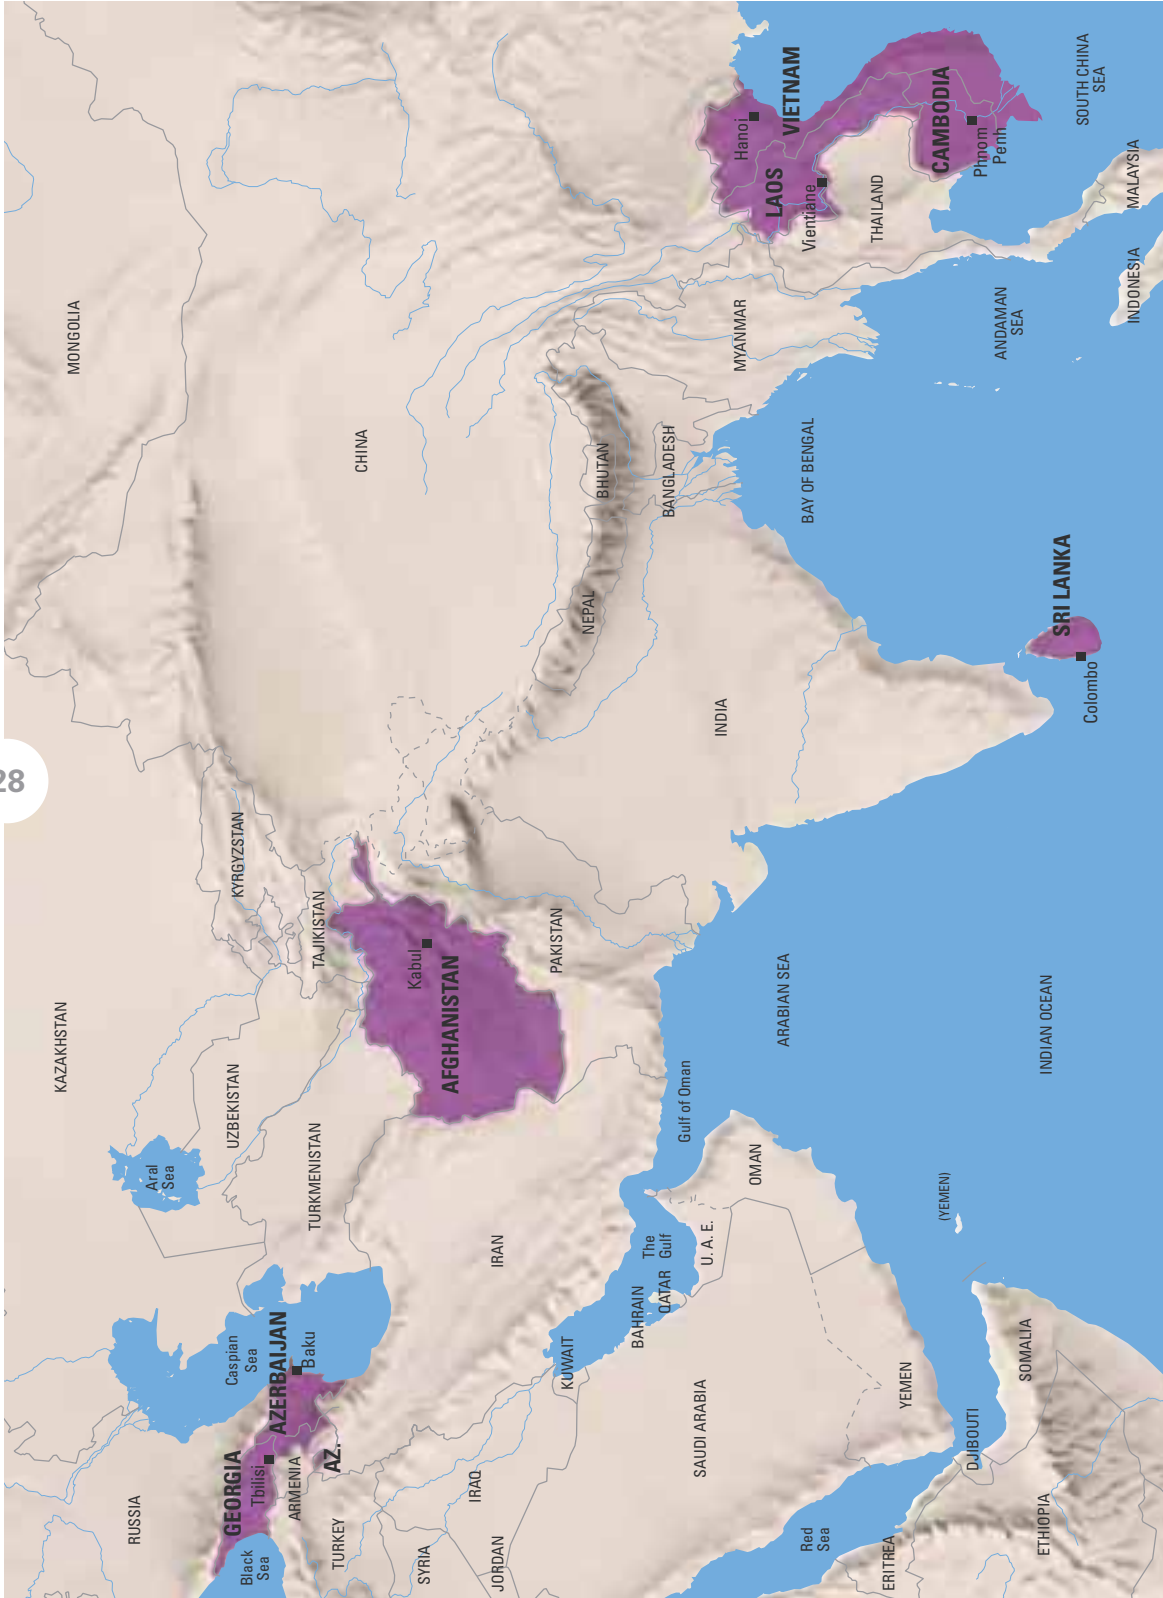 28
MONGOLIA
KAZAKHSTAN
RUSSIA
CHINA
KYRGYZSTAN
TAJIKISTAN
UZBEKISTAN
TURKMENISTAN
Aral
Sea
Caspian
Sea
GEORGIA
Tbilisi
AZERBAIJAN
Baku
AZ.
ARMENIA
Black
Sea
TURKEY
SYRIA
JORDAN
IRAQ
IRAN
AFGHANISTAN
Kabul
PAKISTAN
NEPAL
BHUTAN
BANGLADESH
INDIA
MYANMAR
Hanoi
VIETNAM
LAOS
Vientiane
THAILAND
CAMBODIA
Phnom
Penh
SOUTH CHINA
SEA
MALAYSIA
INDONESIA
ANDAMAN
SEA
BAY OF BENGAL
SRI LANKA
Colombo
ARABIAN SEA
INDIAN OCEAN
Gulf of Oman
OMAN
U. A. E.
The
Gulf
QATAR
BAHRAIN
KUWAIT
SAUDI ARABIA
YEMEN
(YEMEN)
Red
Sea
ERITREA
DJIBOUTI
ETHIOPIA
SOMALIA